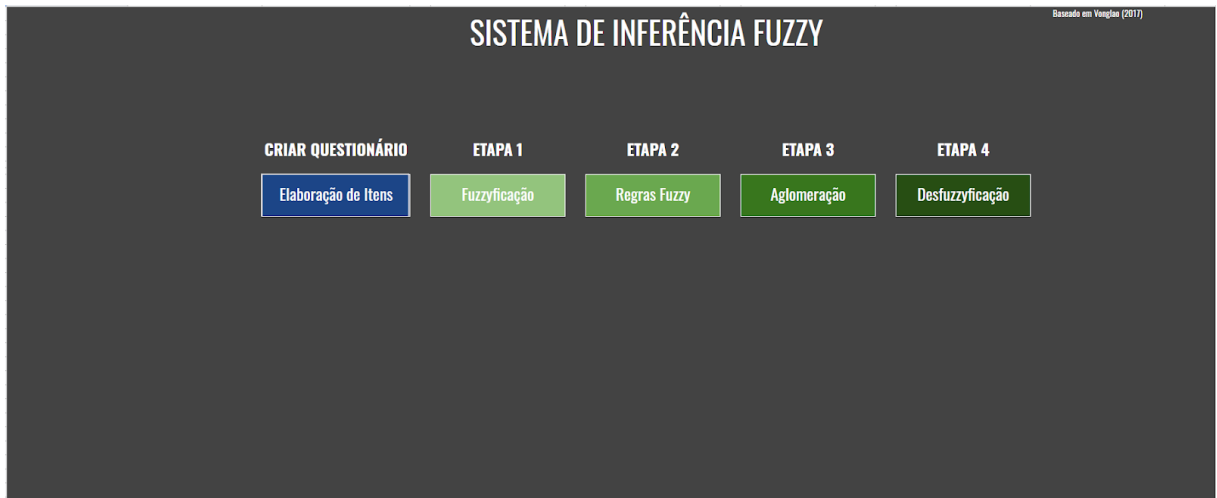 Baseado em Vonglao (2017)
SISTEMA DE INFERÊNCIA FUZZY
CRIAR QUESTIONÁRIO
ETAPA 1
ETAPA 2
ETAPA 3
ETAPA 4
Elaboração de Itens
Fuzzyficação
Regras Fuzzy
Aglomeração
Desfuzzyficação